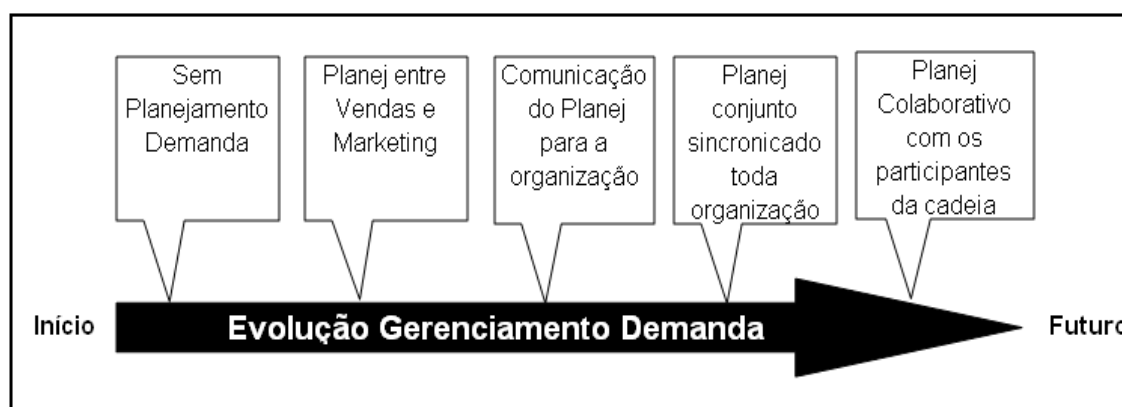 Sem
Planejamento
Demanda
Planej entre
Vendas e
Marketing
Comunicação
do Planej
para a
organização
Planej
conjunto
sincronicado
toda
organização
Planej
Colaborativo
com os
participantes
da cadeia
Início
Evolução Gerenciamento Demanda
Futuro